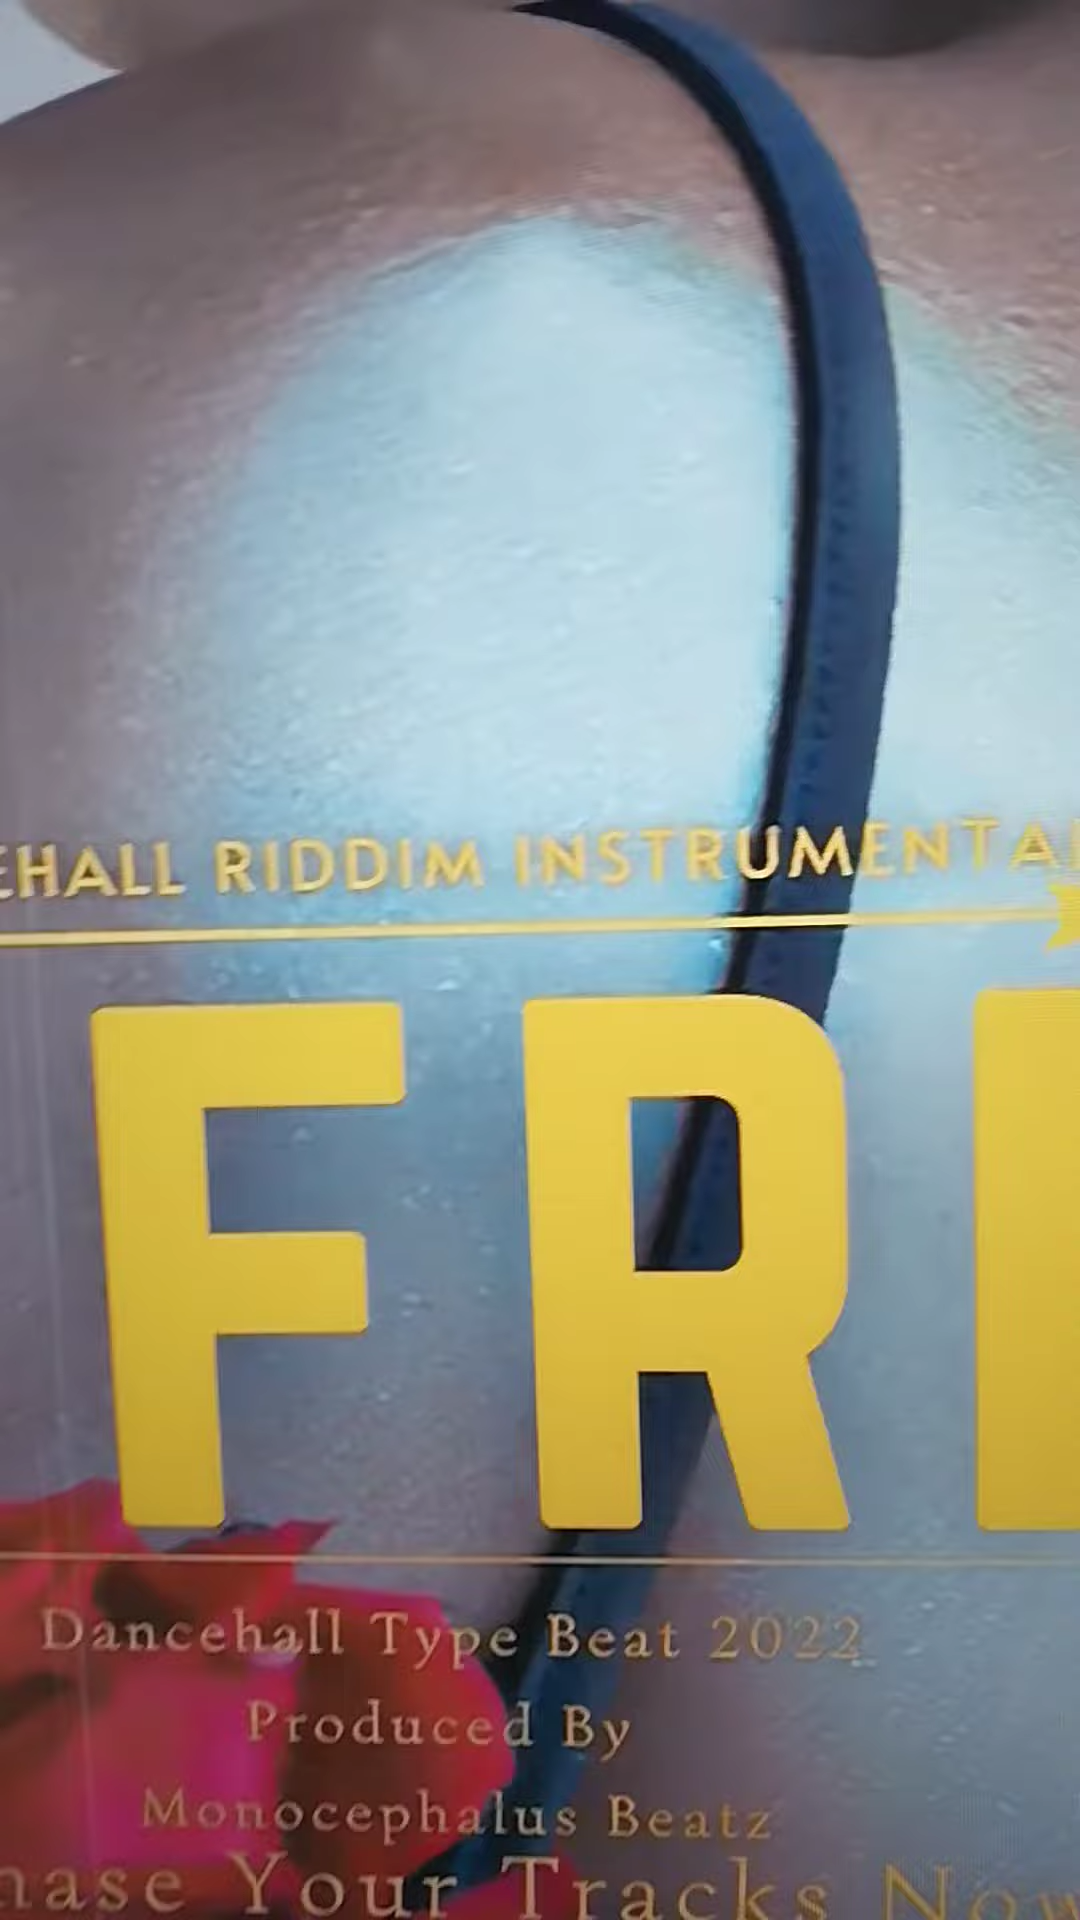 EHALL RIDDIM INSTRUMENTA
FR
Dancehall Type Beat 2022
Produced By
Monocephalus Beatz
hase Your Tracks Now